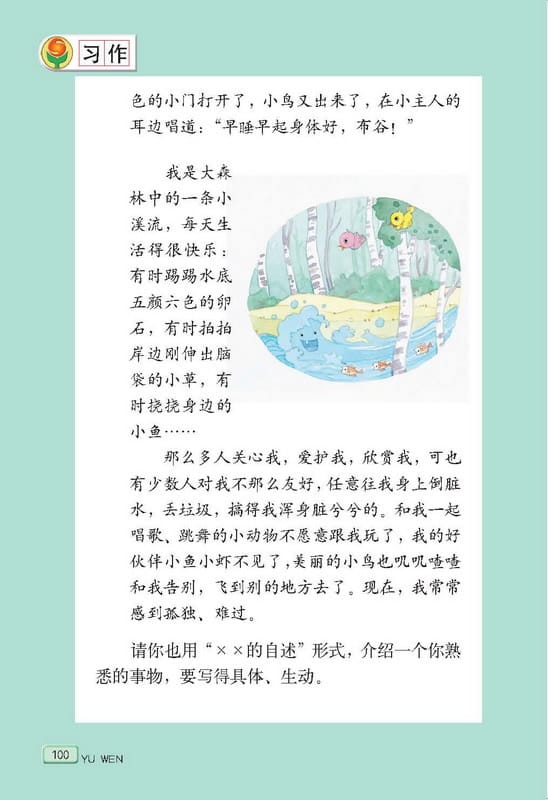 习作
色的小门打开了，小鸟又出来了，在小主人的
耳边唱道：“早睡早起身体好，布谷！”
我是大森
林中的一条小
溪流，每天生
活得很快乐：
有时踢踢水底
五颜六色的卵
石，有时拍拍
岸边刚伸出脑
袋的小草，有
时挠挠身边的
小鱼……
那么多人关心我，爱护我，欣赏我，可也
有少数人对我不那么友好，任意往我身上倒脏
水，丢垃圾，搞得我浑身脏兮兮的。和我一起
唱歌、跳舞的小动物不愿意跟我玩了，我的好
伙伴小鱼小虾不见了，美丽的小鸟也叽叽喳喳
和我告别，飞到别的地方去了。现在，我常常
感到孤独、难过。
请你也用“××的自述”形式，介绍一个你熟
悉的事物，要写得具体、生动。
100 YU WEN